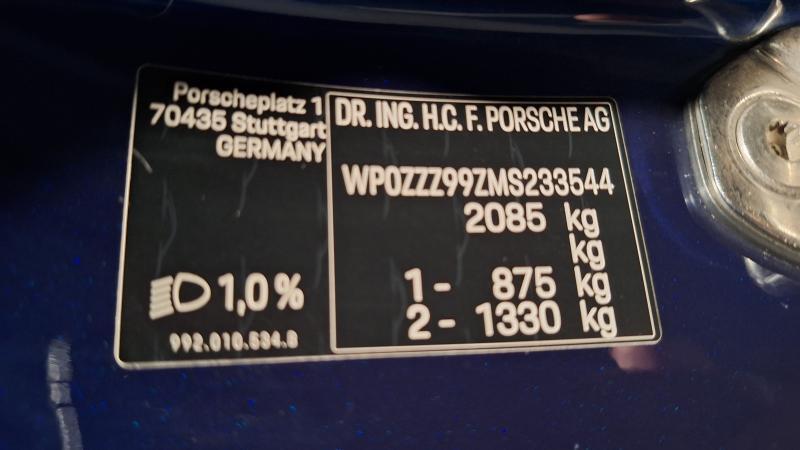 Porscheplatz 1
70435 Stuttgart
GERMANY
1,0 %
992.010.534.B
DR. ING. H.C. F. PORSCHE AG
WP0ZZZ99ZMS233544
2085 kg
kg
1 - 875 kg
2 - 1330 kg